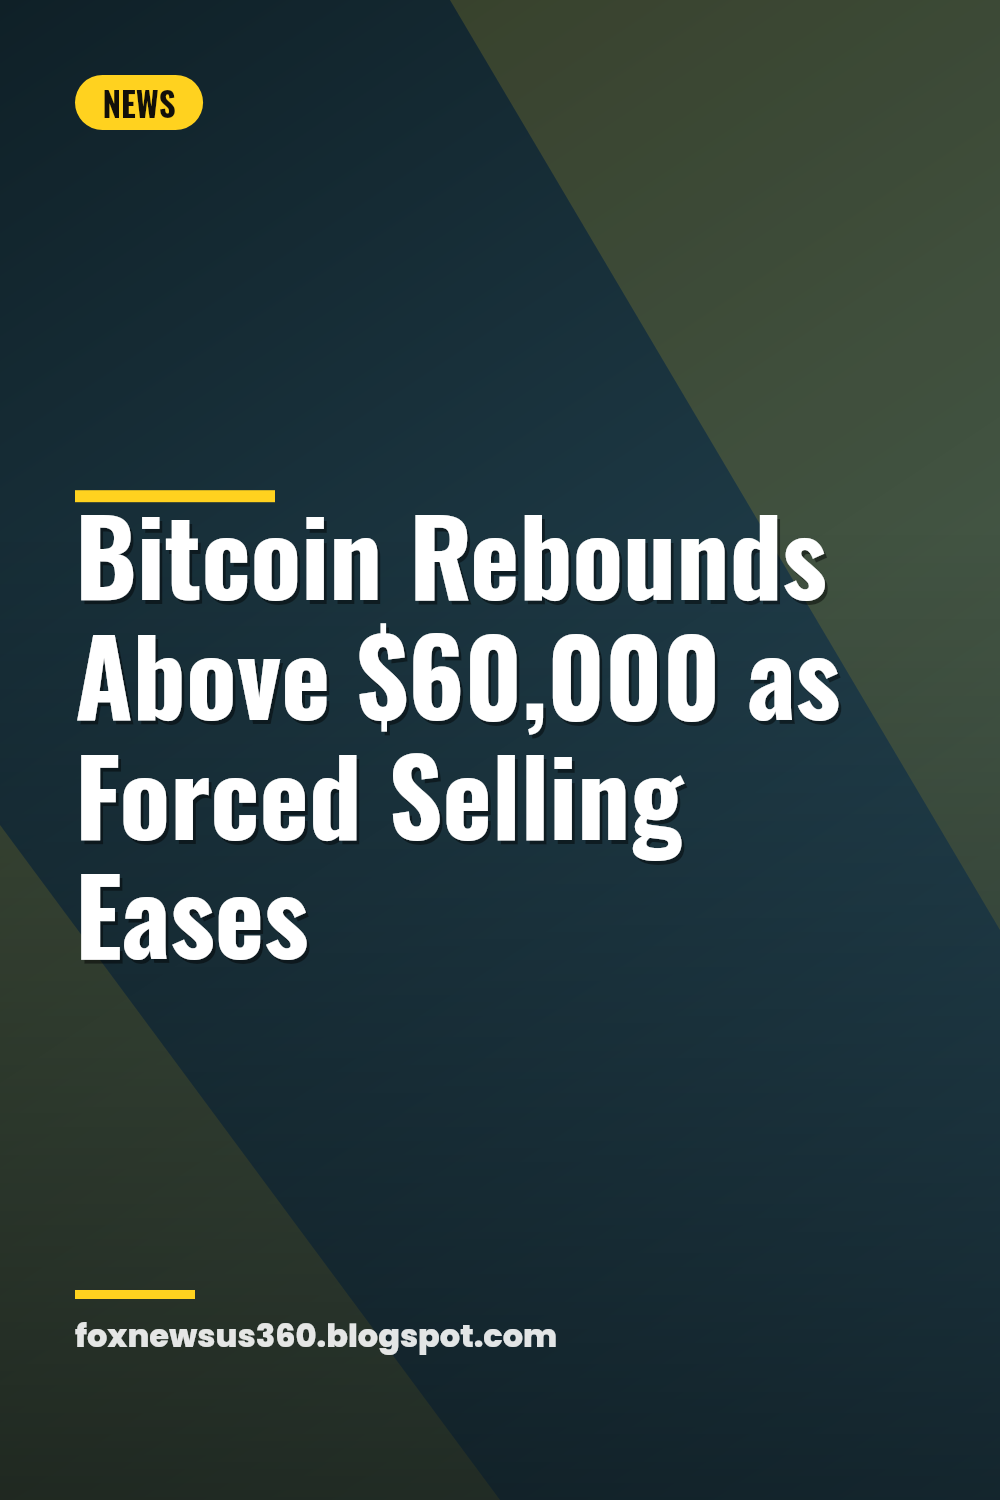 NEWS
Bitcoin Rebounds
Above $60,000 as
Forced Selling
Eases
foxnewsus360.blogspot.com